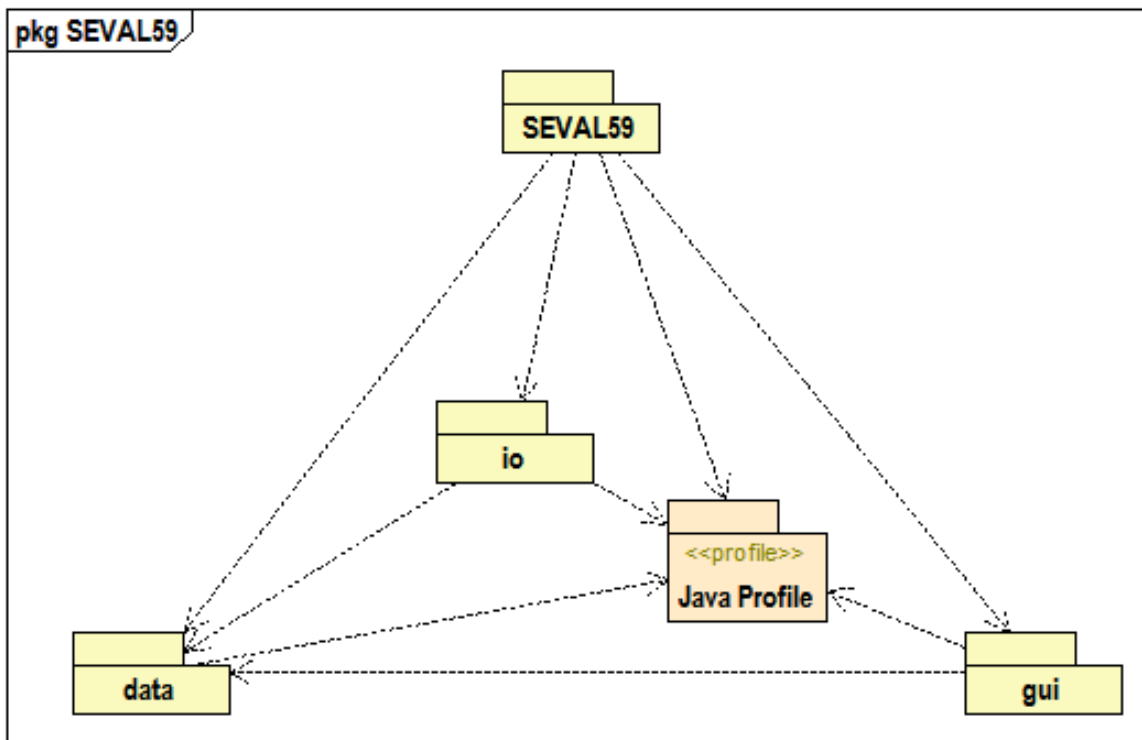 pkg SEVAL59
SEVAL59
io
<<profile>>
Java Profile
data
gui